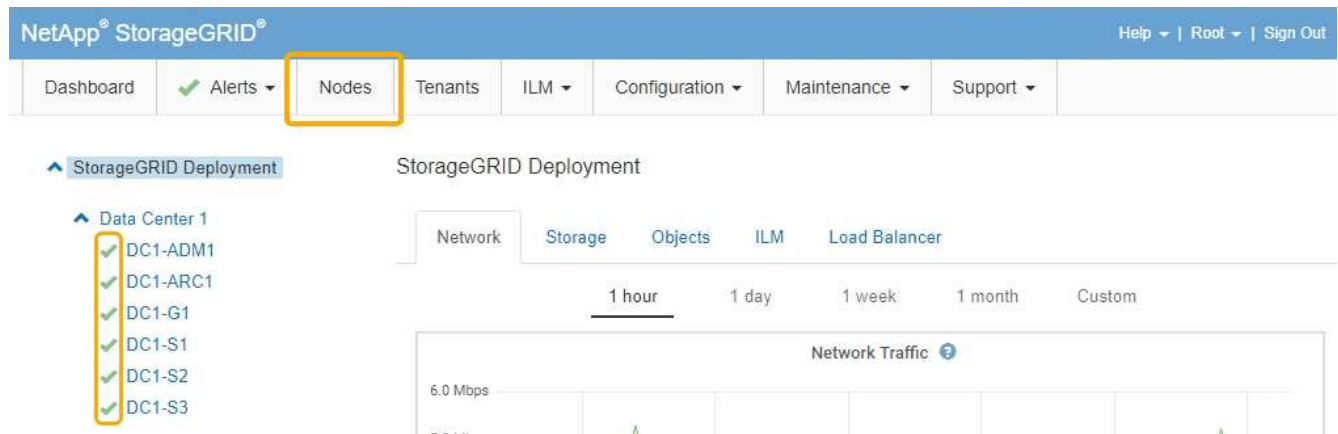 NetApp® StorageGRID®
Help | Root | Sign Out
Dashboard Alerts Nodes Tenants ILM Configuration Maintenance Support
StorageGRID Deployment
Data Center 1
DC1-ADM1
DC1-ARC1
DC1-G1
DC1-S1
DC1-S2
DC1-S3
StorageGRID Deployment
Network Storage Objects ILM Load Balancer
1 hour 1 day 1 week 1 month Custom
Network Traffic
6.0 Mbps